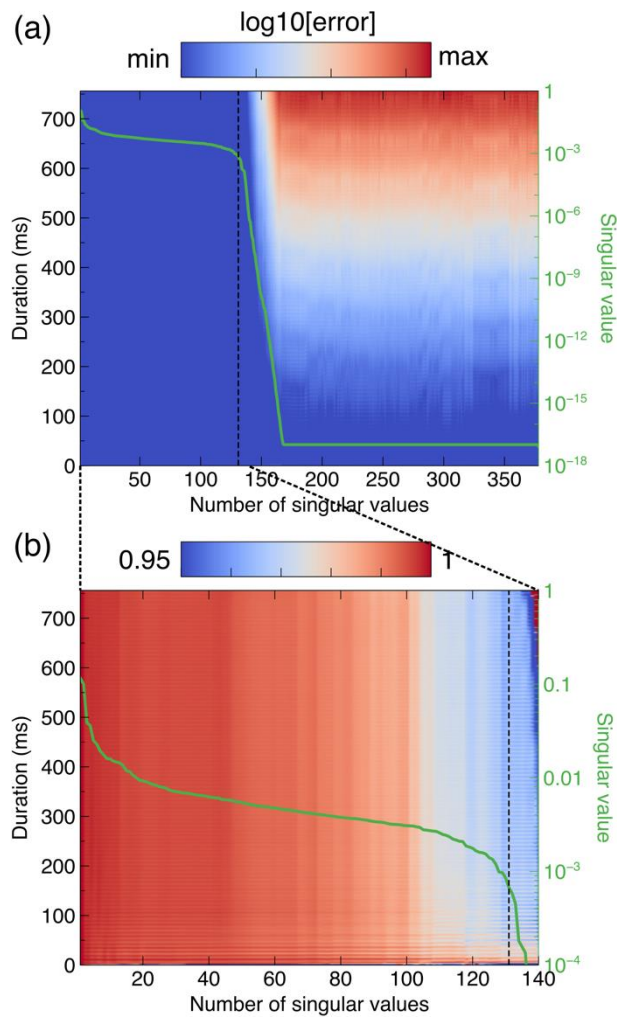 (a)
log10[error]
min max
700
600
500
400
300
200
100
0
Duration (ms)
1
10−3
10−6
10−9
10−12
10−15
10−18
Singular value
50 100 150 200 250 300 350
Number of singular values
(b)
0.95 1
700
600
500
400
300
200
100
0
Duration (ms)
1
0.1
0.01
10−3
10−4
Singular value
20 40 60 80 100 120 140
Number of singular values